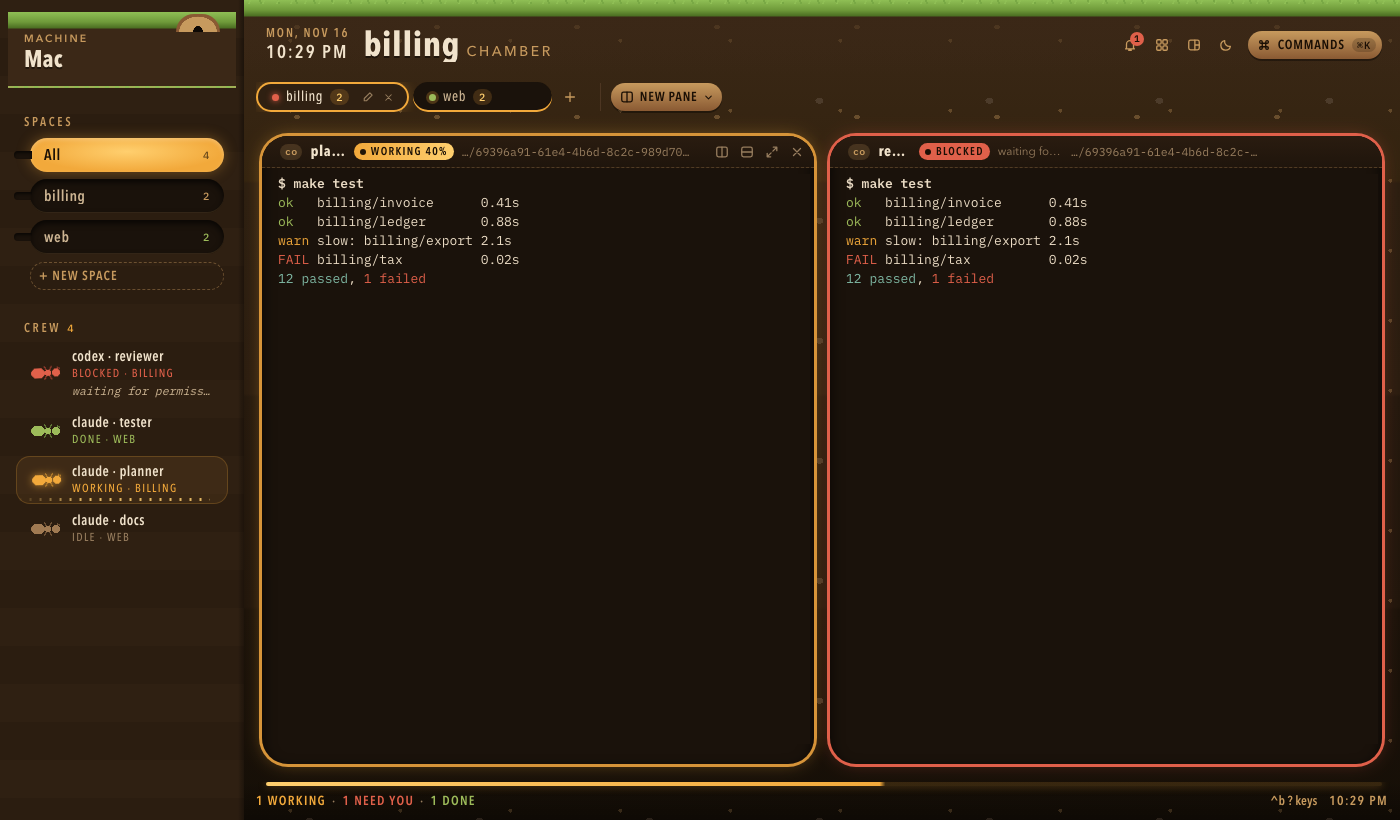 MACHINE
Mac
SPACES
All 4
billing 2
web 2
+ NEW SPACE
CREW 4
codex · reviewer
BLOCKED · BILLING
waiting for permiss…
claude · tester
DONE · WEB
claude · planner
WORKING · BILLING
claude · docs
IDLE · WEB
MON, NOV 16
10:29 PM
billing CHAMBER
1
⌘ COMMANDS ⌘K
billing 2
web 2
+
NEW PANE
co pla… WORKING 40% …/69396a91-61e4-4b6d-8c2c-989d70…
$ make test
ok billing/invoice 0.41s
ok billing/ledger 0.88s
warn slow: billing/export 2.1s
FAIL billing/tax 0.02s
12 passed, 1 failed
co re… BLOCKED waiting fo… …/69396a91-61e4-4b6d-8c2c-…
$ make test
ok billing/invoice 0.41s
ok billing/ledger 0.88s
warn slow: billing/export 2.1s
FAIL billing/tax 0.02s
12 passed, 1 failed
1 WORKING · 1 NEED YOU · 1 DONE
^b ? keys 10:29 PM